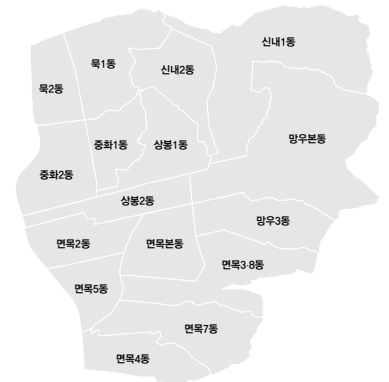 신내1동
묵1동
신내2동
묵2동
망우본동
중화1동
상봉1동
중화2동
상봉2동
망우3동
면목2동
면목본동
면목3·8동
면목5동
면목7동
면목4동